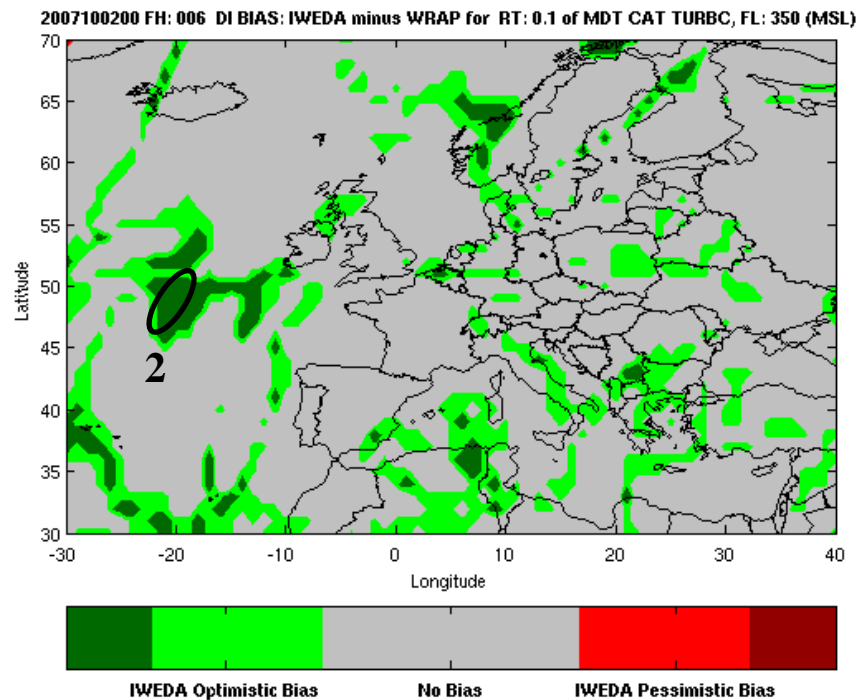 2007100200 FH: 006 DI BIAS: IWEDA minus WRAP for RT: 0.1 of MDT CAT TURBC, FL: 350 (MSL)
70
65
60
55
50
45
40
35
30
Latitude
2
-30 -20 -10 0 10 20 30 40
Longitude
IWEDA Optimistic Bias No Bias IWEDA Pessimistic Bias